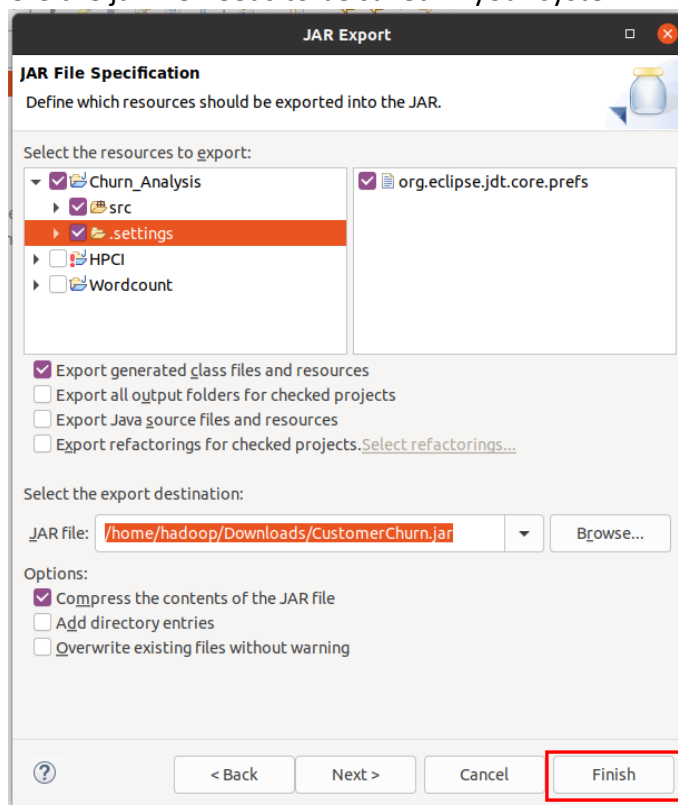 JAR Export
JAR File Specification
Define which resources should be exported into the JAR.
Select the resources to export:
Churn_Analysis
src
.settings
HPCI
Wordcount
org.eclipse.jdt.core.prefs
Export generated class files and resources
Export all output folders for checked projects
Export Java source files and resources
Export refactorings for checked projects. Select refactorings...
Select the export destination:
JAR file: /home/hadoop/Downloads/CustomerChurn.jar Browse...
Options:
Compress the contents of the JAR file
Add directory entries
Overwrite existing files without warning
? < Back Next > Cancel Finish